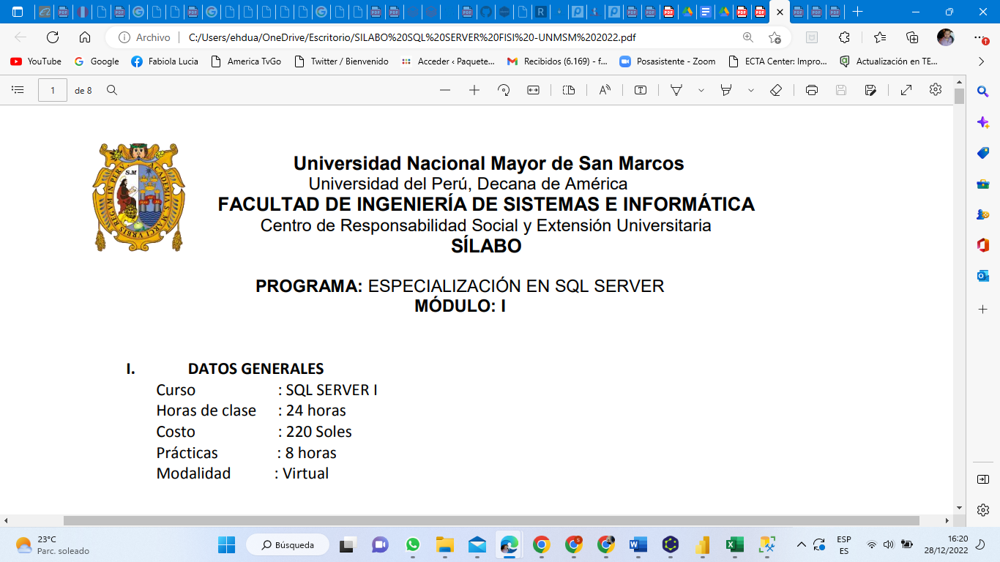 Archivo
C:/Users/ehdua/OneDrive/Escritorio/SILABO%20SQL%20SERVER%20FISI%20-UNMSM%202022.pdf
YouTube
Google
Fabiola Lucia
America TvGo
Twitter / Bienvenido
Acceder ‹ Paquete...
Recibidos (6.169) - f...
Posasistente - Zoom
ECTA Center: Impro...
Actualización en TE...
1 de 8
Universidad Nacional Mayor de San Marcos
Universidad del Perú, Decana de América
FACULTAD DE INGENIERÍA DE SISTEMAS E INFORMÁTICA
Centro de Responsabilidad Social y Extensión Universitaria
SÍLABO
PROGRAMA: ESPECIALIZACIÓN EN SQL SERVER
MÓDULO: I
I. DATOS GENERALES
Curso : SQL SERVER I
Horas de clase : 24 horas
Costo : 220 Soles
Prácticas : 8 horas
Modalidad : Virtual
23°C
Parc. soleado
Búsqueda
ESP
ES
16:20
28/12/2022